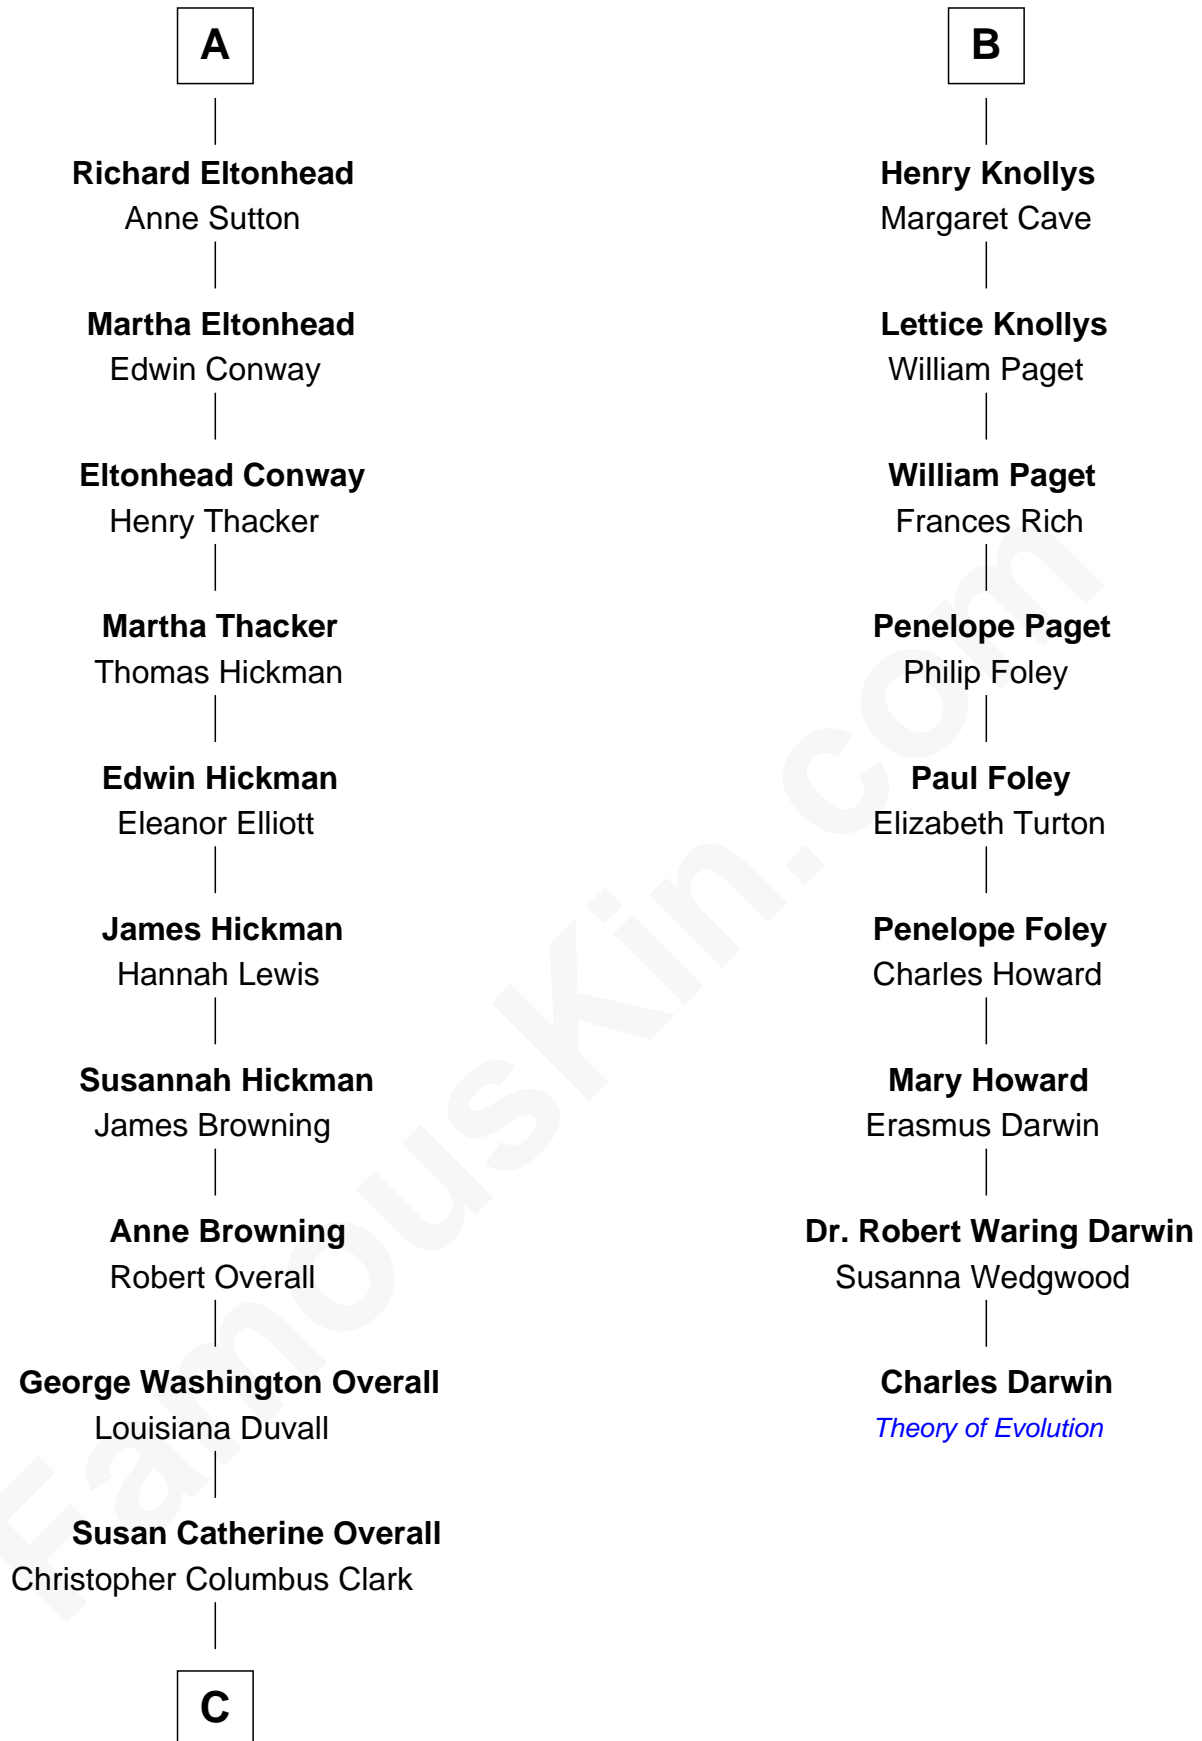 A
Richard Eltonhead
Anne Sutton
Martha Eltonhead
Edwin Conway
Eltonhead Conway
Henry Thacker
Martha Thacker
Thomas Hickman
Edwin Hickman
Eleanor Elliott
James Hickman
Hannah Lewis
Susannah Hickman
James Browning
Anne Browning
Robert Overall
George Washington Overall
Louisiana Duvall
Susan Catherine Overall
Christopher Columbus Clark
C
B
Henry Knollys
Margaret Cave
Lettice Knollys
William Paget
William Paget
Frances Rich
Penelope Paget
Philip Foley
Paul Foley
Elizabeth Turton
Penelope Foley
Charles Howard
Mary Howard
Erasmus Darwin
Dr. Robert Waring Darwin
Susanna Wedgwood
Charles Darwin
Theory of Evolution
FamousKin.com